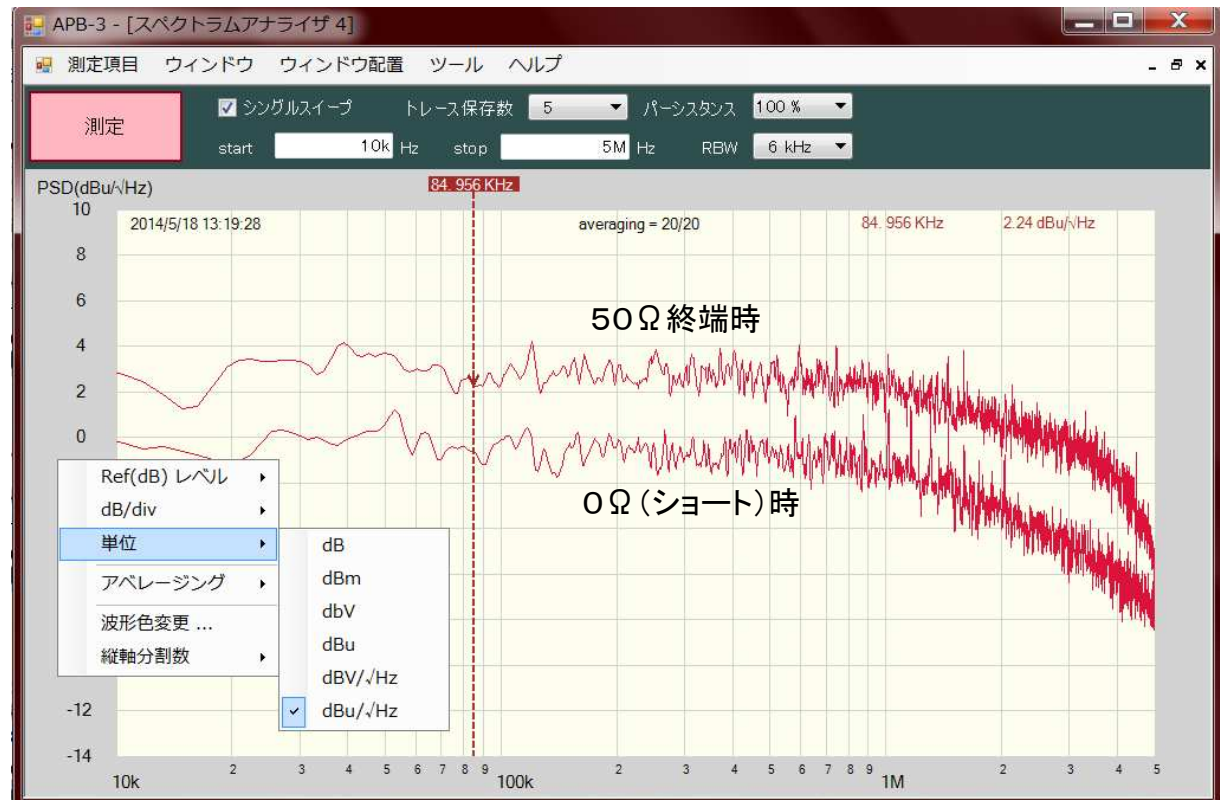 APB-3 - [スペクトラムアナライザ 4]
測定項目 ウィンドウ ウィンドウ配置 ツール ヘルプ
測定
シングルスイープ トレース保存数 5 パーシスタンス 100 %
start 10k Hz stop 5M Hz RBW 6 kHz
PSD(dBu/√Hz)
84. 956 KHz
10
2014/5/18 13:19:28 averaging = 20/20 84. 956 KHz 2.24 dBu/√Hz
8
6
50Ω終端時
4
2
0
Ref(dB) レベル
dB/div
0Ω(ショート)時
単位
dB
dBm
アベレージング
dbV
波形色変更 ...
dBu
縦軸分割数
dBV/√Hz
dBu/√Hz
-12
-14
10k 2 3 4 5 6 7 8 9 100k 2 3 4 5 6 7 8 9 1M 2 3 4 5